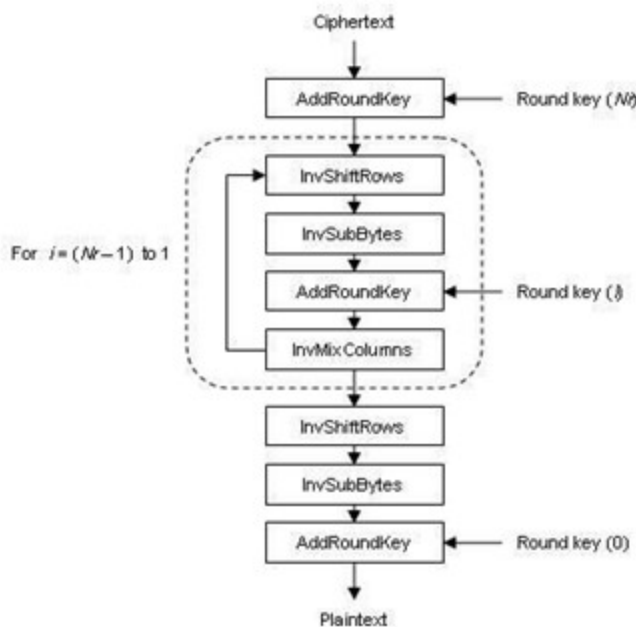 Ciphertext
AddRoundKey
Round key (Nr)
InvShiftRows
InvSubBytes
For i = (Nr – 1) to 1
AddRoundKey
Round key (i)
InvMixColumns
InvShiftRows
InvSubBytes
AddRoundKey
Round key (0)
Plaintext